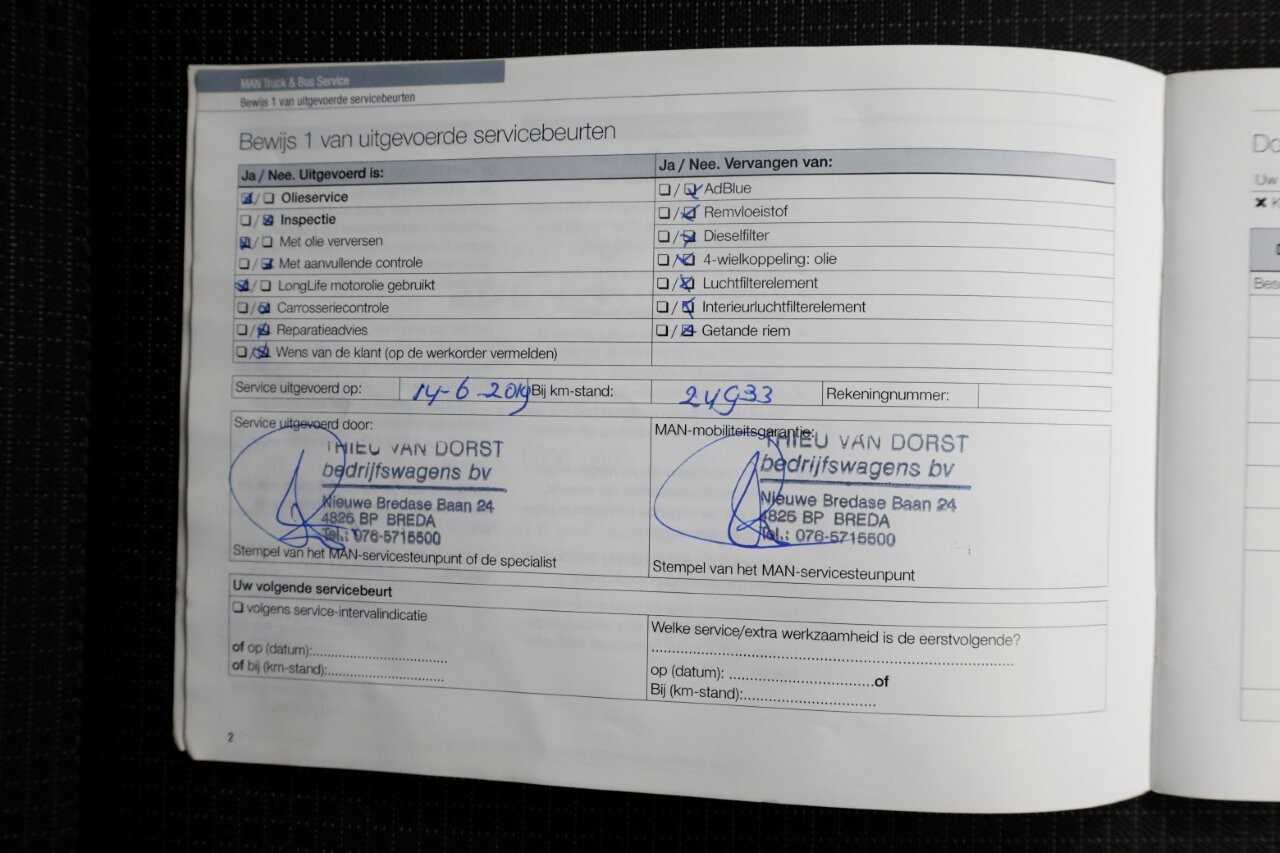 MAN Truck & Bus Service
Bewijs 1 van uitgevoerde servicebeurten
Bewijs 1 van uitgevoerde servicebeurten
Ja / Nee. Uitgevoerd is:
Olieservice
Inspectie
Met olie verversen
Met aanvullende controle
LongLife motorolie gebruikt
Carrosseriecontrole
Reparatieadvies
Wens van de klant (op de werkorder vermelden)
Ja / Nee. Vervangen van:
AdBlue
Remvloeistof
Dieselfilter
4-wielkoppeling: olie
Luchtfilterelement
Interieurluchtfilterelement
Getande riem
Service uitgevoerd op: 14-6-2019 Bij km-stand: 24933 Rekeningnummer:
Service uitgevoerd door:
THIEU VAN DORST
bedrijfswagens bv
Nieuwe Bredase Baan 24
4825 BP BREDA
Tel.: 076-5715500
Stempel van het MAN-servicesteunpunt of de specialist
MAN-mobiliteitsgarantie:
THIEU VAN DORST
bedrijfswagens bv
Nieuwe Bredase Baan 24
4825 BP BREDA
Tel.: 076-5715500
Stempel van het MAN-servicesteunpunt
Uw volgende servicebeurt
volgens service-intervalindicatie
of op (datum):
of bij (km-stand):
Welke service/extra werkzaamheid is de eerstvolgende?
op (datum): of
Bij (km-stand):
2
Do
Uw
Bes